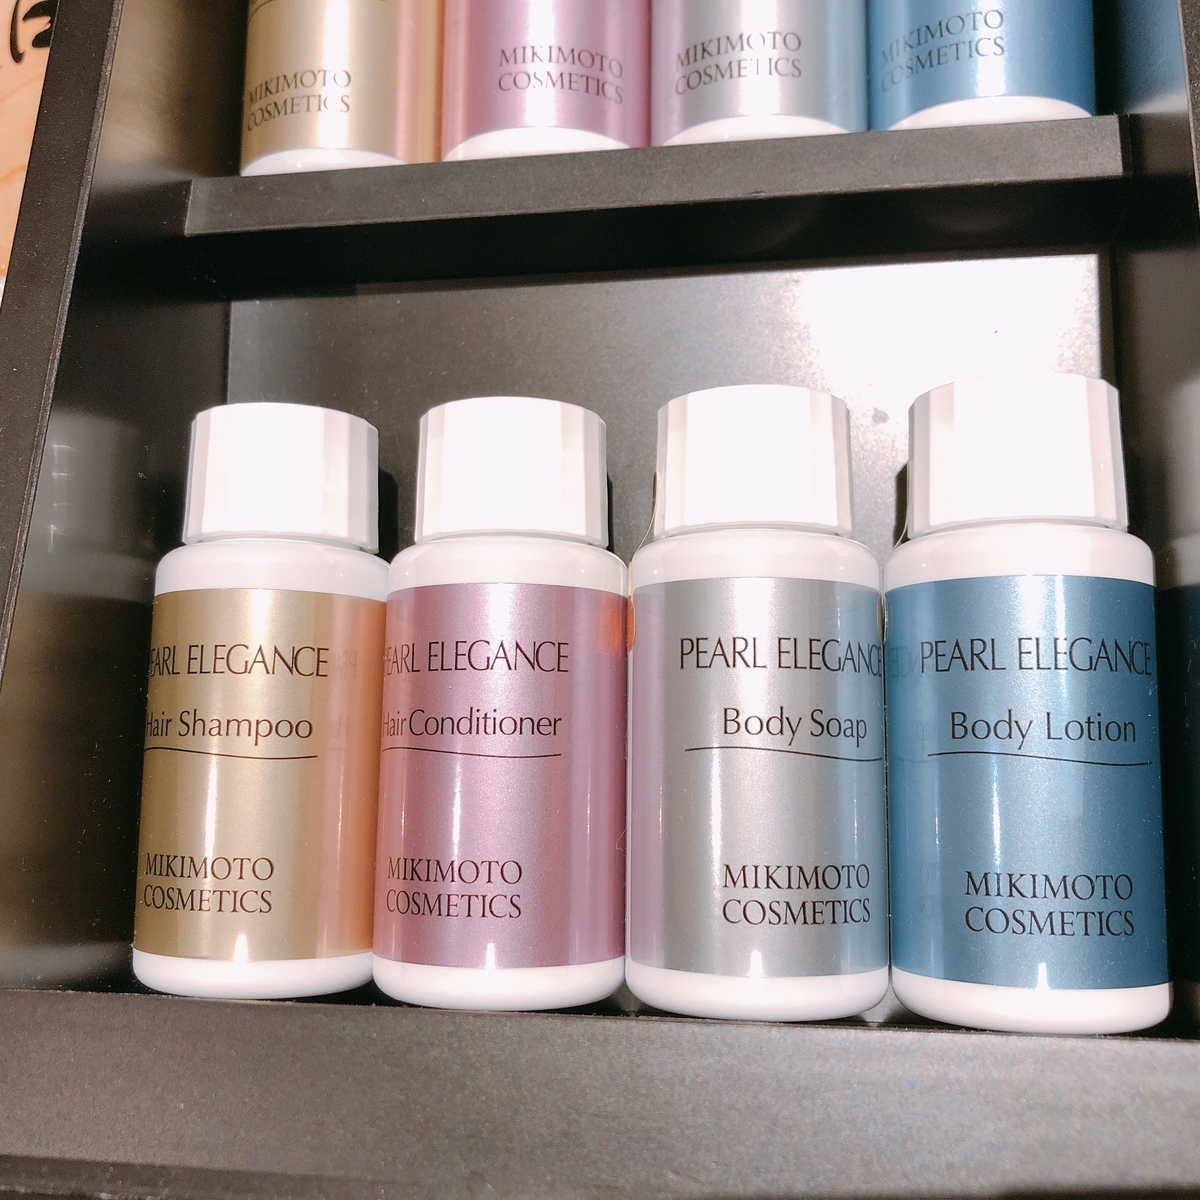 MIKIMOTO
COSMETICS
MIKIMOTO
COSMETICS
MIKIMOTO
COSMETICS
MIKIMOTO
COSMETICS
PEARL ELEGANCE
Hair Shampoo
MIKIMOTO
COSMETICS
PEARL ELEGANCE
Hair Conditioner
MIKIMOTO
COSMETICS
PEARL ELEGANCE
Body Soap
MIKIMOTO
COSMETICS
PEARL ELEGANCE
Body Lotion
MIKIMOTO
COSMETICS